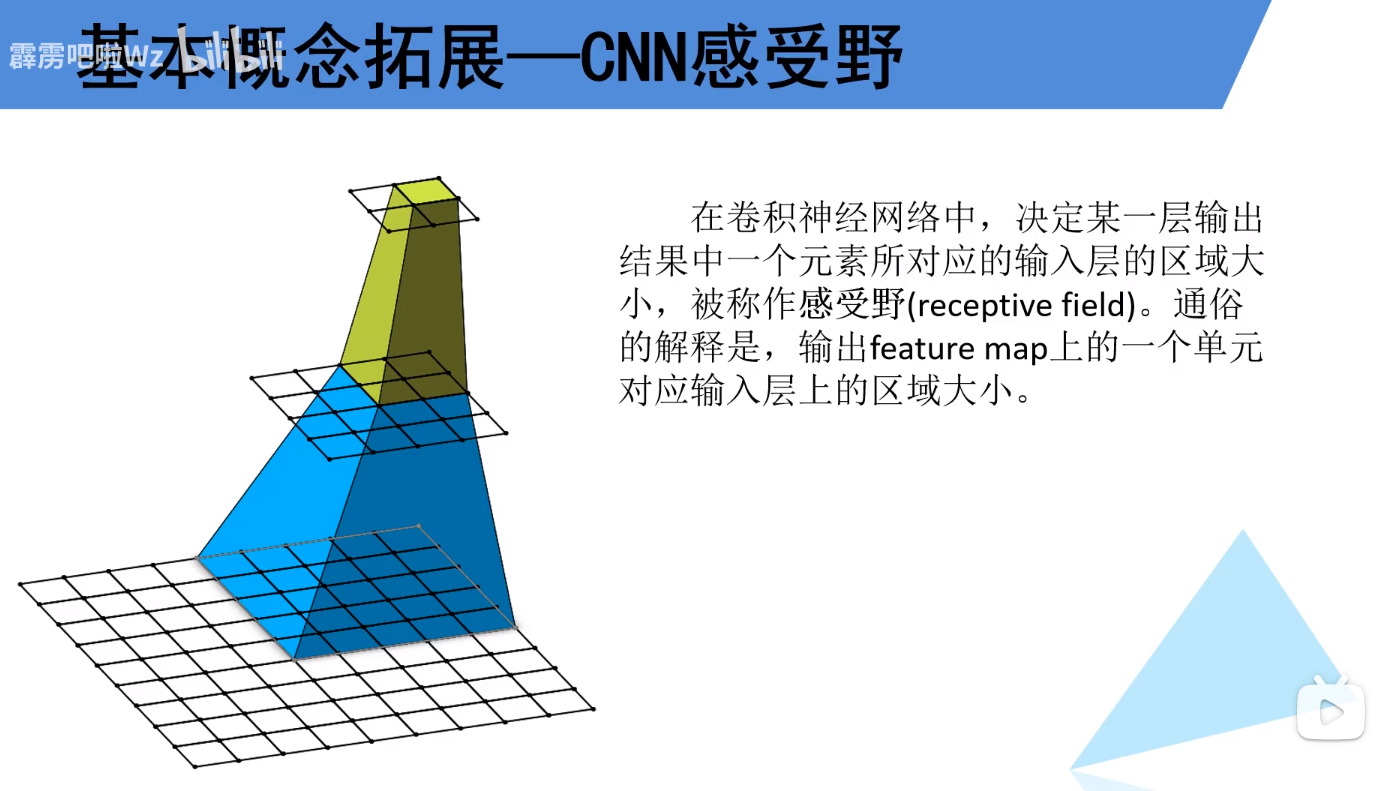 基本概念拓展—CNN感受野
霹雳吧啦Wz bilibili
在卷积神经网络中，决定某一层输出
结果中一个元素所对应的输入层的区域大
小，被称作感受野(receptive field)。通俗
的解释是，输出feature map上的一个单元
对应输入层上的区域大小。